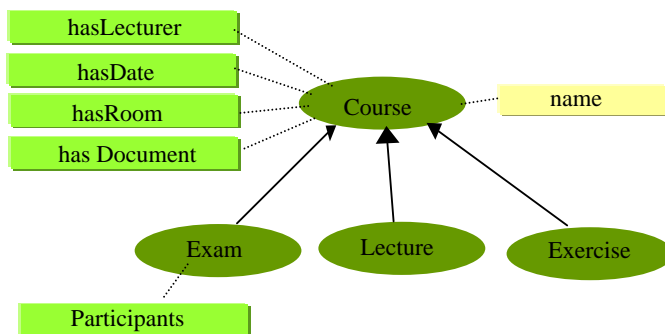 hasLecturer
hasDate
hasRoom
has Document
Course
name
Exam
Lecture
Exercise
Participants